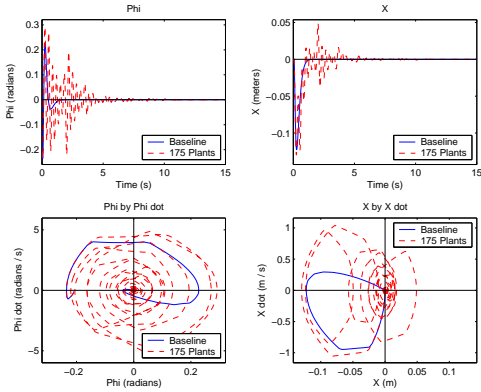 Phi
0.3
0.2
0.1
0
-0.1
-0.2
Phi (radians)
0
5
10
15
Time (s)
Baseline
175 Plants
X
0.04
0
-0.05
-0.1
X (meters)
0
5
10
15
Time (s)
Baseline
175 Plants
Phi by Phi dot
5
0
-5
Phi dot (radians / s)
-0.2
0
0.2
Phi (radians)
Baseline
175 Plants
X by X dot
1
0.5
0
-0.5
-1
X dot (m / s)
-0.1
-0.05
0
0.05
0.1
X (m)
Baseline
175 Plants